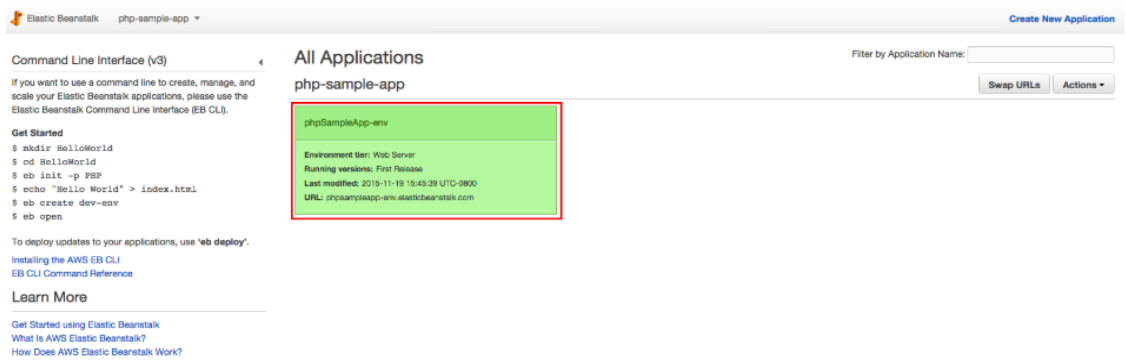 Elastic Beanstalk php-sample-app
Create New Application
Command Line Interface (v3)
If you want to use a command line to create, manage, and
scale your Elastic Beanstalk applications, please use the
Elastic Beanstalk Command Line Interface (EB CLI).
Get Started
$ mkdir HelloWorld
$ cd HelloWorld
$ eb init -p PHP
$ echo "Hello World" > index.html
$ eb create dev-env
$ eb open
To deploy updates to your applications, use 'eb deploy'.
Installing the AWS EB CLI
EB CLI Command Reference
Learn More
Get Started using Elastic Beanstalk
What Is AWS Elastic Beanstalk?
How Does AWS Elastic Beanstalk Work?
All Applications
Filter by Application Name:
php-sample-app
Swap URLs Actions
phpSampleApp-env
Environment tier: Web Server
Running versions: First Release
Last modified: 2015-11-19 15:45:39 UTC-0800
URL: phpsampleapp-env.elasticbeanstalk.com